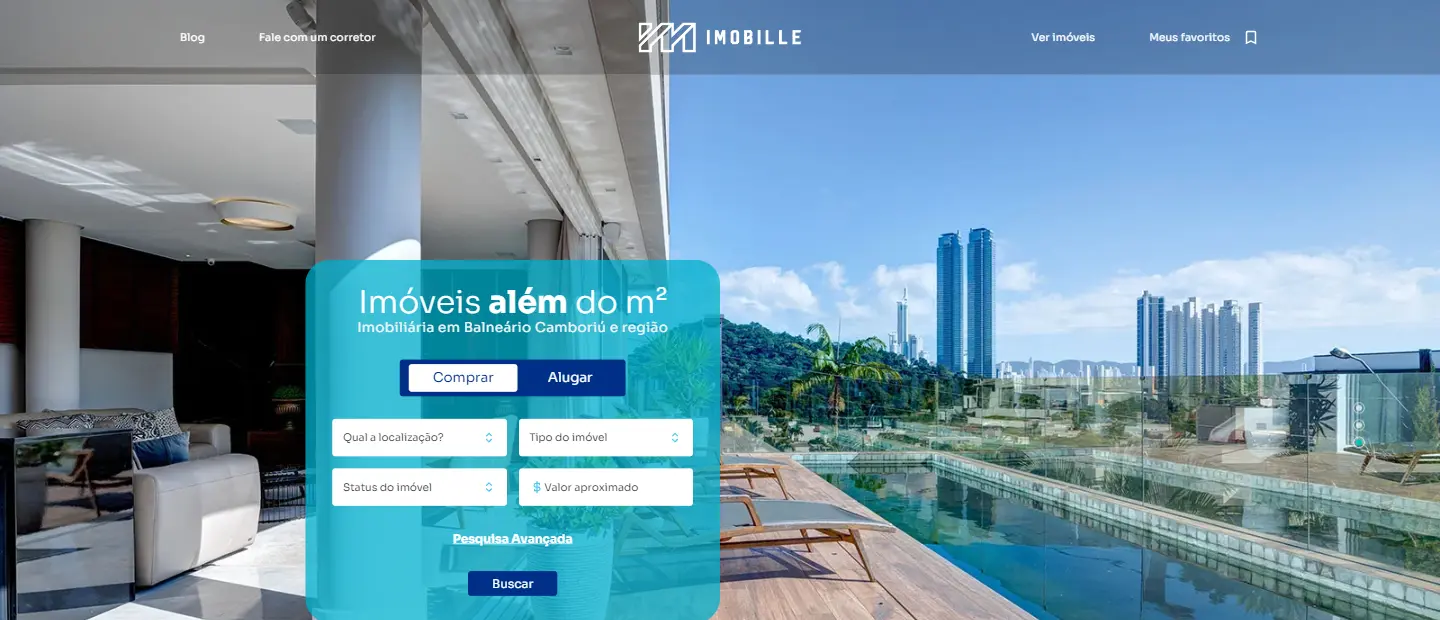 Blog
Fale com um corretor
IMOBILLE
Ver imóveis
Meus favoritos
Imóveis além do m²
Imobiliária em Balneário Camboriú e região
Comprar
Alugar
Qual a localização?
Tipo do imóvel
Status do imóvel
$ Valor aproximado
Pesquisa Avançada
Buscar